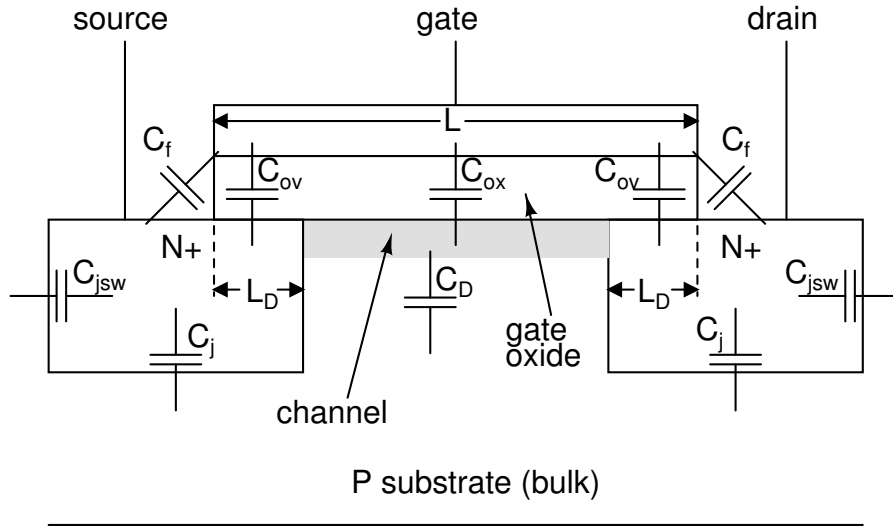 source gate drain
L
C_f C_f
C_ov C_ox C_ov
N+ N+
C_jsw L_D C_D L_D C_jsw
C_j gate C_j
oxide
channel
P substrate (bulk)